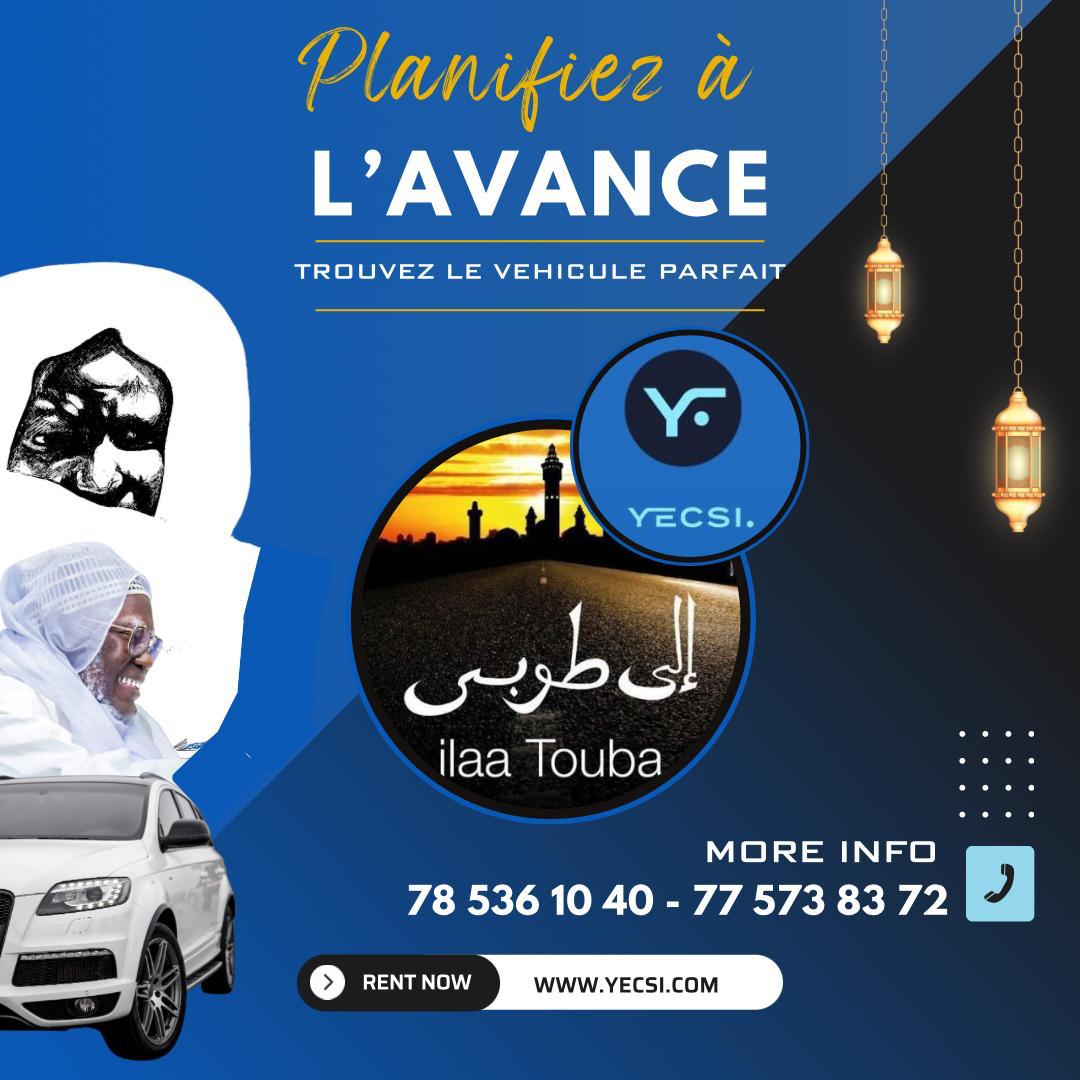 Planifiez à
L'AVANCE
TROUVEZ LE VEHICULE PARFAIT
YF
YECSI.
إلى طوبى
ilaa Touba
MORE INFO
78 536 10 40 - 77 573 83 72
RENT NOW
WWW.YECSI.COM